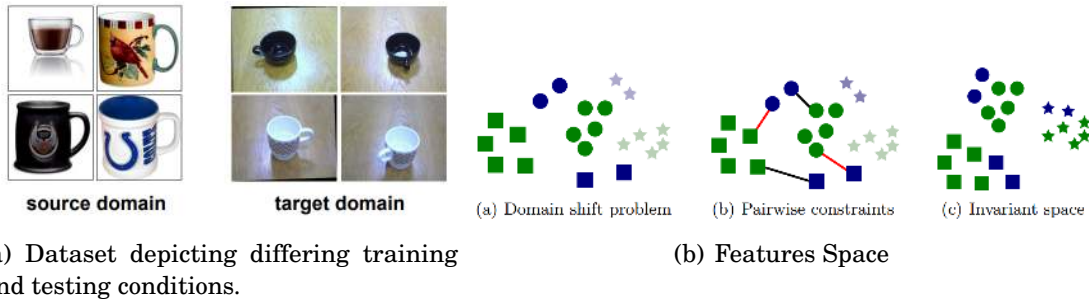 source domain
target domain
(a) Domain shift problem
(b) Pairwise constraints
(c) Invariant space
) Dataset depicting differing training
nd testing conditions.
(b) Features Space